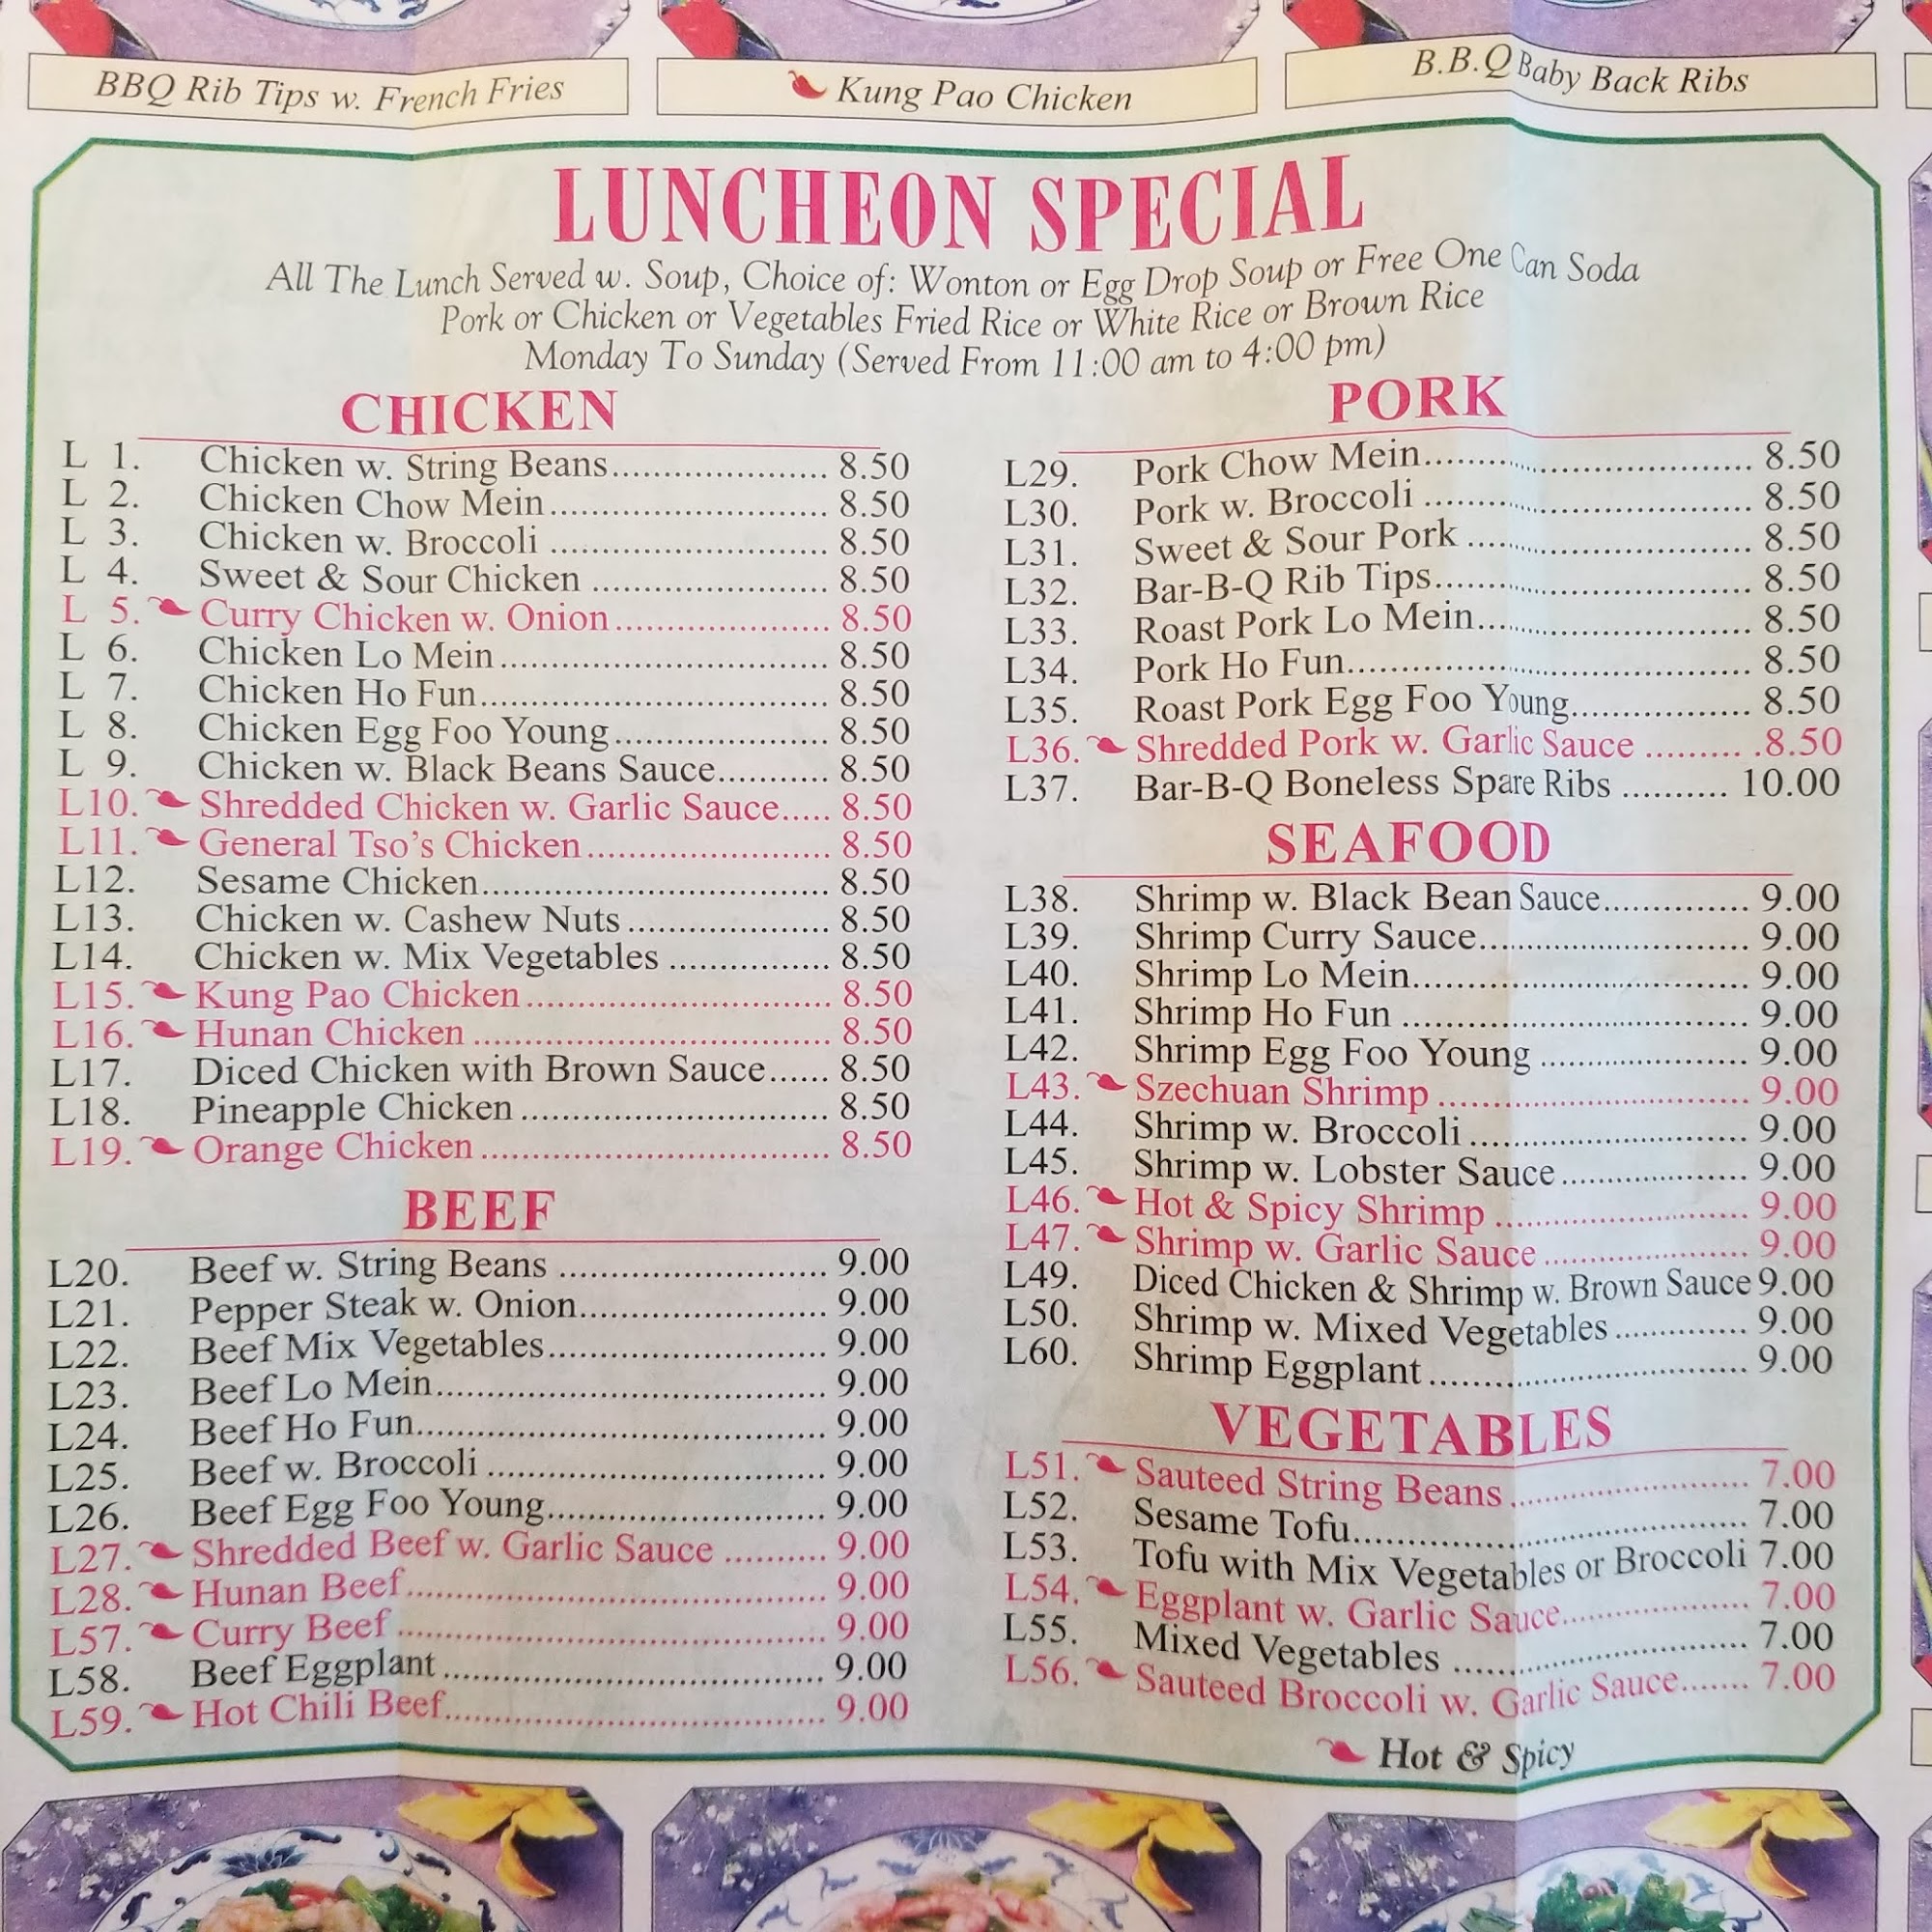 BBQ Rib Tips w. French Fries
Kung Pao Chicken
B.B.Q Baby Back Ribs
LUNCHEON SPECIAL
All The Lunch Served w. Soup, Choice of: Wonton or Egg Drop Soup or Free One Can Soda
Pork or Chicken or Vegetables Fried Rice or White Rice or Brown Rice
Monday To Sunday (Served From 11:00 am to 4:00 pm)
CHICKEN
L 1. Chicken w. String Beans.................... 8.50
L 2. Chicken Chow Mein.......................... 8.50
L 3. Chicken w. Broccoli .......................... 8.50
L 4. Sweet & Sour Chicken ...................... 8.50
L 5. Curry Chicken w. Onion.................... 8.50
L 6. Chicken Lo Mein............................... 8.50
L 7. Chicken Ho Fun................................. 8.50
L 8. Chicken Egg Foo Young.................... 8.50
L 9. Chicken w. Black Beans Sauce.......... 8.50
L10. Shredded Chicken w. Garlic Sauce..... 8.50
L11. General Tso's Chicken....................... 8.50
L12. Sesame Chicken................................. 8.50
L13. Chicken w. Cashew Nuts ................... 8.50
L14. Chicken w. Mix Vegetables ............... 8.50
L15. Kung Pao Chicken............................. 8.50
L16. Hunan Chicken .................................. 8.50
L17. Diced Chicken with Brown Sauce...... 8.50
L18. Pineapple Chicken ............................. 8.50
L19. Orange Chicken ................................. 8.50
BEEF
L20. Beef w. String Beans ......................... 9.00
L21. Pepper Steak w. Onion....................... 9.00
L22. Beef Mix Vegetables.......................... 9.00
L23. Beef Lo Mein..................................... 9.00
L24. Beef Ho Fun....................................... 9.00
L25. Beef w. Broccoli ................................ 9.00
L26. Beef Egg Foo Young.......................... 9.00
L27. Shredded Beef w. Garlic Sauce .......... 9.00
L28. Hunan Beef........................................ 9.00
L57. Curry Beef ......................................... 9.00
L58. Beef Eggplant .................................... 9.00
L59. Hot Chili Beef.................................... 9.00
PORK
L29. Pork Chow Mein................................ 8.50
L30. Pork w. Broccoli ................................ 8.50
L31. Sweet & Sour Pork ............................ 8.50
L32. Bar-B-Q Rib Tips............................... 8.50
L33. Roast Pork Lo Mein........................... 8.50
L34. Pork Ho Fun....................................... 8.50
L35. Roast Pork Egg Foo Young................. 8.50
L36. Shredded Pork w. Garlic Sauce ......... .8.50
L37. Bar-B-Q Boneless Spare Ribs .......... 10.00
SEAFOOD
L38. Shrimp w. Black Bean Sauce.............. 9.00
L39. Shrimp Curry Sauce........................... 9.00
L40. Shrimp Lo Mein................................. 9.00
L41. Shrimp Ho Fun .................................. 9.00
L42. Shrimp Egg Foo Young ..................... 9.00
L43. Szechuan Shrimp ............................... 9.00
L44. Shrimp w. Broccoli ............................ 9.00
L45. Shrimp w. Lobster Sauce ................... 9.00
L46. Hot & Spicy Shrimp .......................... 9.00
L47. Shrimp w. Garlic Sauce ..................... 9.00
L49. Diced Chicken & Shrimp w. Brown Sauce 9.00
L50. Shrimp w. Mixed Vegetables ............. 9.00
L60. Shrimp Eggplant ................................ 9.00
VEGETABLES
L51. Sauteed String Beans ......................... 7.00
L52. Sesame Tofu....................................... 7.00
L53. Tofu with Mix Vegetables or Broccoli 7.00
L54. Eggplant w. Garlic Sauce................... 7.00
L55. Mixed Vegetables .............................. 7.00
L56. Sauteed Broccoli w. Garlic Sauce....... 7.00
Hot & Spicy